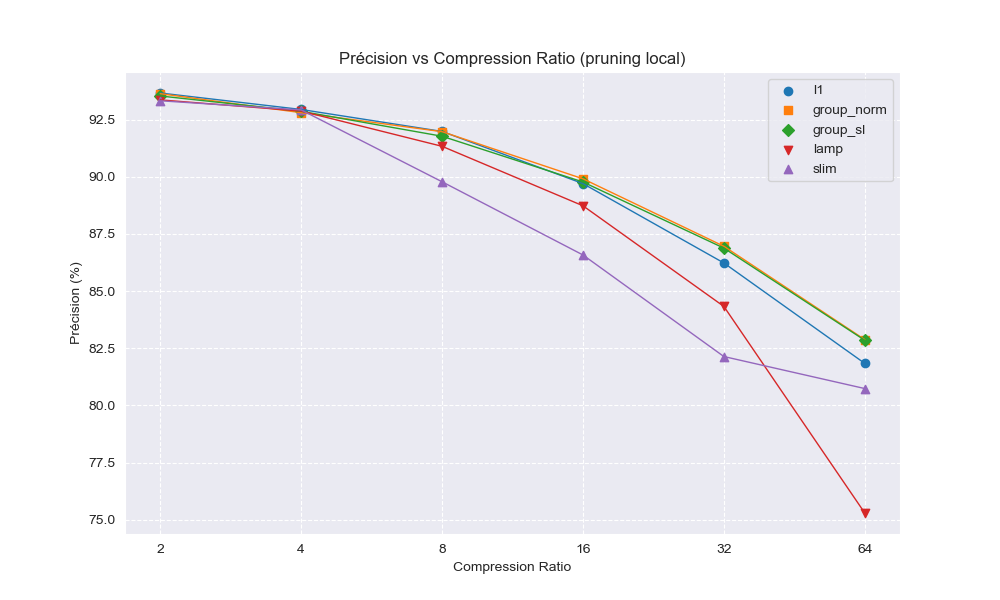 Précision vs Compression Ratio (pruning local)
l1
group_norm
group_sl
lamp
slim
Précision (%)
92.5
90.0
87.5
85.0
82.5
80.0
77.5
75.0
2 4 8 16 32 64
Compression Ratio